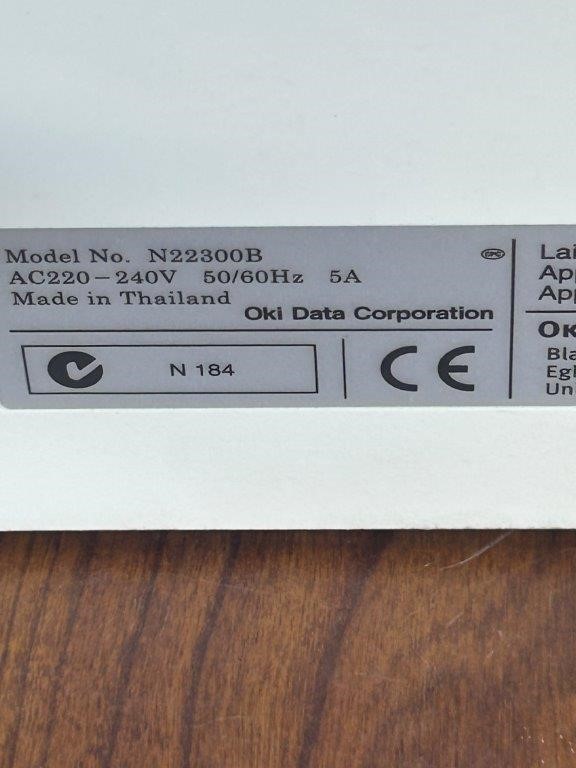 Model No. N22300B
AC220-240V 50/60Hz 5A
Made in Thailand
Oki Data Corporation
N 184
CE